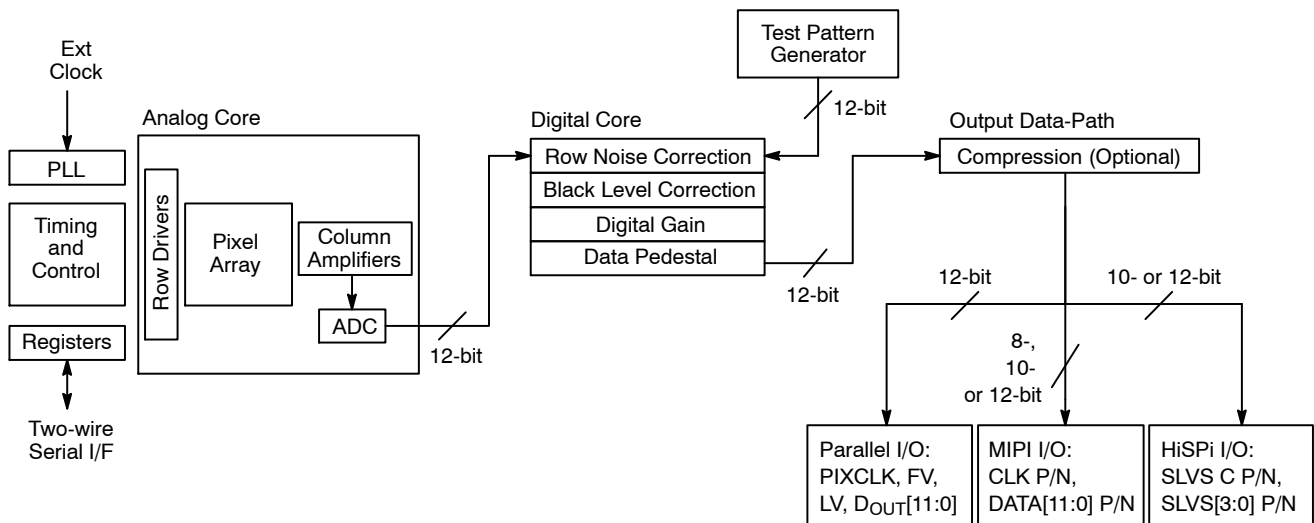 Ext
Clock
PLL
Timing
and
Control
Registers
Two-wire
Serial I/F
Analog Core
Row Drivers
Pixel
Array
Column
Amplifiers
ADC
12-bit
Test Pattern
Generator
12-bit
Digital Core
Row Noise Correction
Black Level Correction
Digital Gain
Data Pedestal
12-bit
Output Data-Path
Compression (Optional)
12-bit
8-,
10-
or 12-bit
10- or 12-bit
Parallel I/O:
PIXCLK, FV,
LV, DOUT[11:0]
MIPI I/O:
CLK P/N,
DATA[11:0] P/N
HiSPi I/O:
SLVS C P/N,
SLVS[3:0] P/N